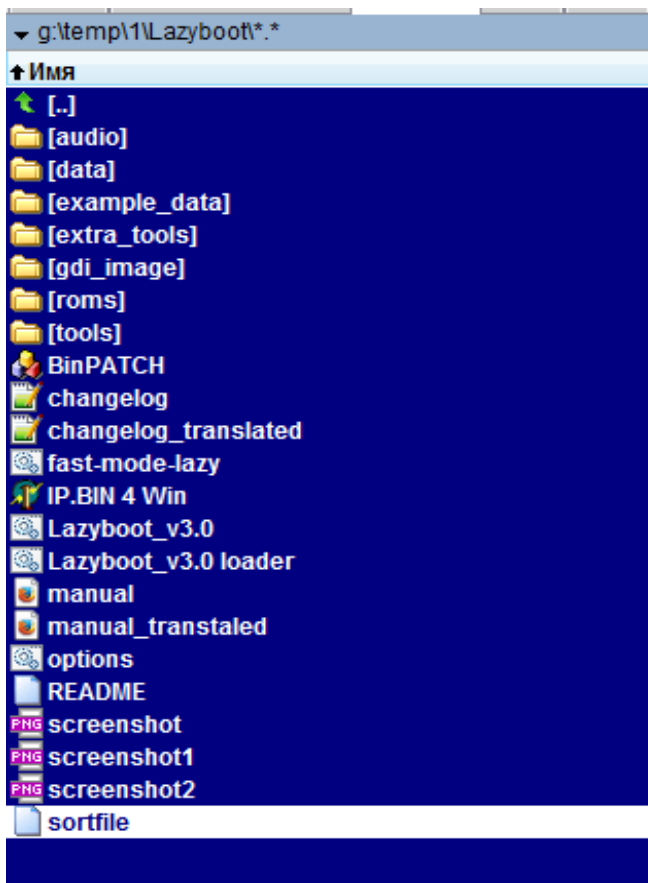 g:\temp\1\Lazyboot\*.*
Имя
[..]
[audio]
[data]
[example_data]
[extra_tools]
[gdi_image]
[roms]
[tools]
BinPATCH
changelog
changelog_translated
fast-mode-lazy
IP.BIN 4 Win
Lazyboot_v3.0
Lazyboot_v3.0 loader
manual
manual_transtaled
options
README
PNG screenshot
PNG screenshot1
PNG screenshot2
sortfile